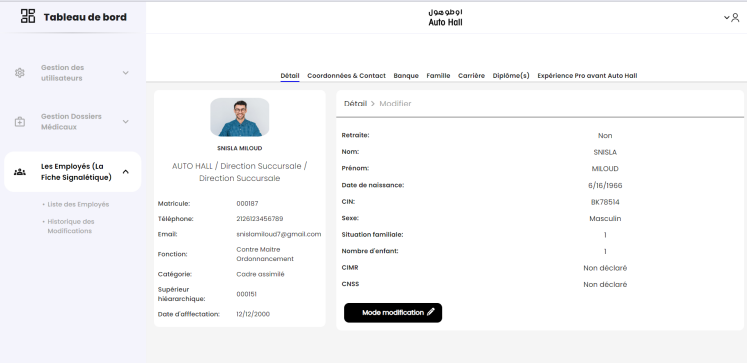 Tableau de bord
اوطوهول
Auto Hall
Gestion des
utilisateurs
Gestion Dossiers
Médicaux
Les Employés (La
Fiche Signalétique)
• Liste des Employés
• Historique des
Modifications
Détail Coordonnées & Contact Banque Famille Carrière Diplôme(s) Expérience Pro avant Auto Hall
SNISLA MILOUD
AUTO HALL / Direction Succursale /
Direction Succursale
Matricule: 000187
Téléphone: 2126123456789
Email: snislamiloud7@gmail.com
Fonction: Contre Maitre
Ordonnancement
Catégorie: Cadre assimilé
Supérieur
hiéararchique: 000151
Date d'afffectation: 12/12/2000
Détail > Modifier
Retraite: Non
Nom: SNISLA
Prénom: MILOUD
Date de naissance: 6/16/1966
CIN: BK78514
Sexe: Masculin
Situation familiale: 1
Nombre d'enfant: 1
CIMR Non déclaré
CNSS Non déclaré
Mode modification